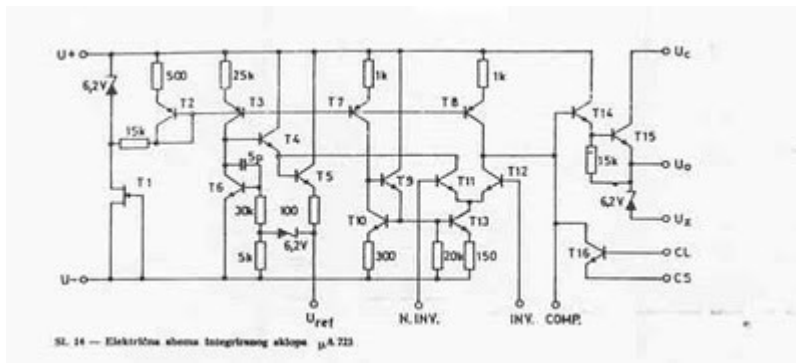 U+
500
25k
1k
1k
Uc
6,2V
T2
T3
T7
T8
T14
T15
15k
T4
5p
T5
T9
T11
T12
15k
Uo
T1
T6
30k
100
T10
T13
6,2V
Uz
6,2V
5k
300
20k
150
T16
CL
U-
CS
Uref
N. INV.
INV.
COMP.
Sl. 14 — Električna shema integriranog sklopa μA 723